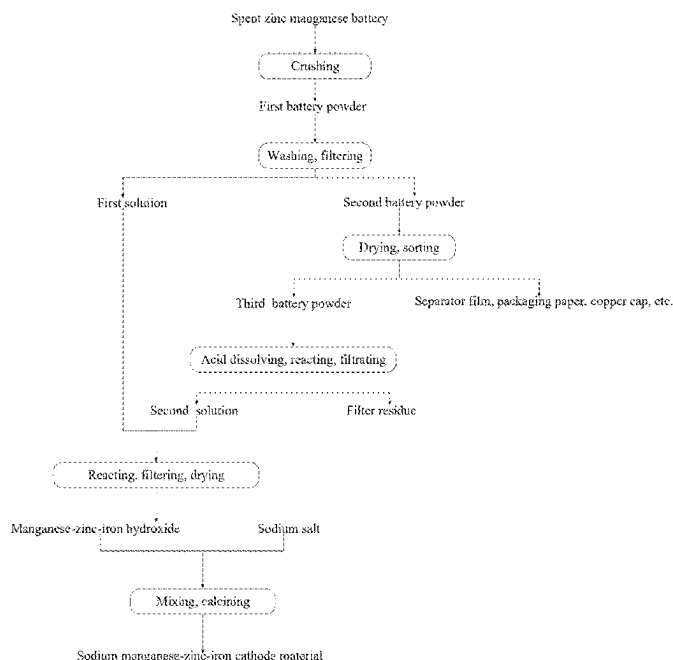 Spent zinc manganese battery
Crushing
First battery powder
Washing, filtering
First solution
Second battery powder
Drying, sorting
Third battery powder
Separator film, packaging paper, copper cap, etc.
Acid dissolving, reacting, filtrating
Second solution
Filter residue
Reacting, filtering, drying
Manganese-zinc-iron hydroxide
Sodium salt
Mixing, calcining
Sodium manganese-zinc-iron cathode material